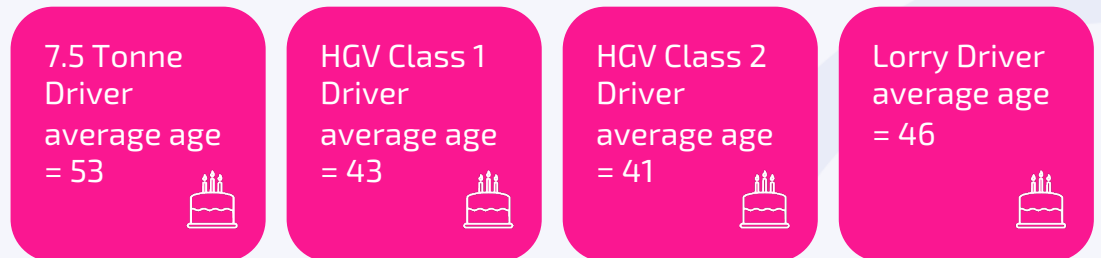 7.5 Tonne
Driver
average age
= 53
HGV Class 1
Driver
average age
= 43
HGV Class 2
Driver
average age
= 41
Lorry Driver
average age
= 46